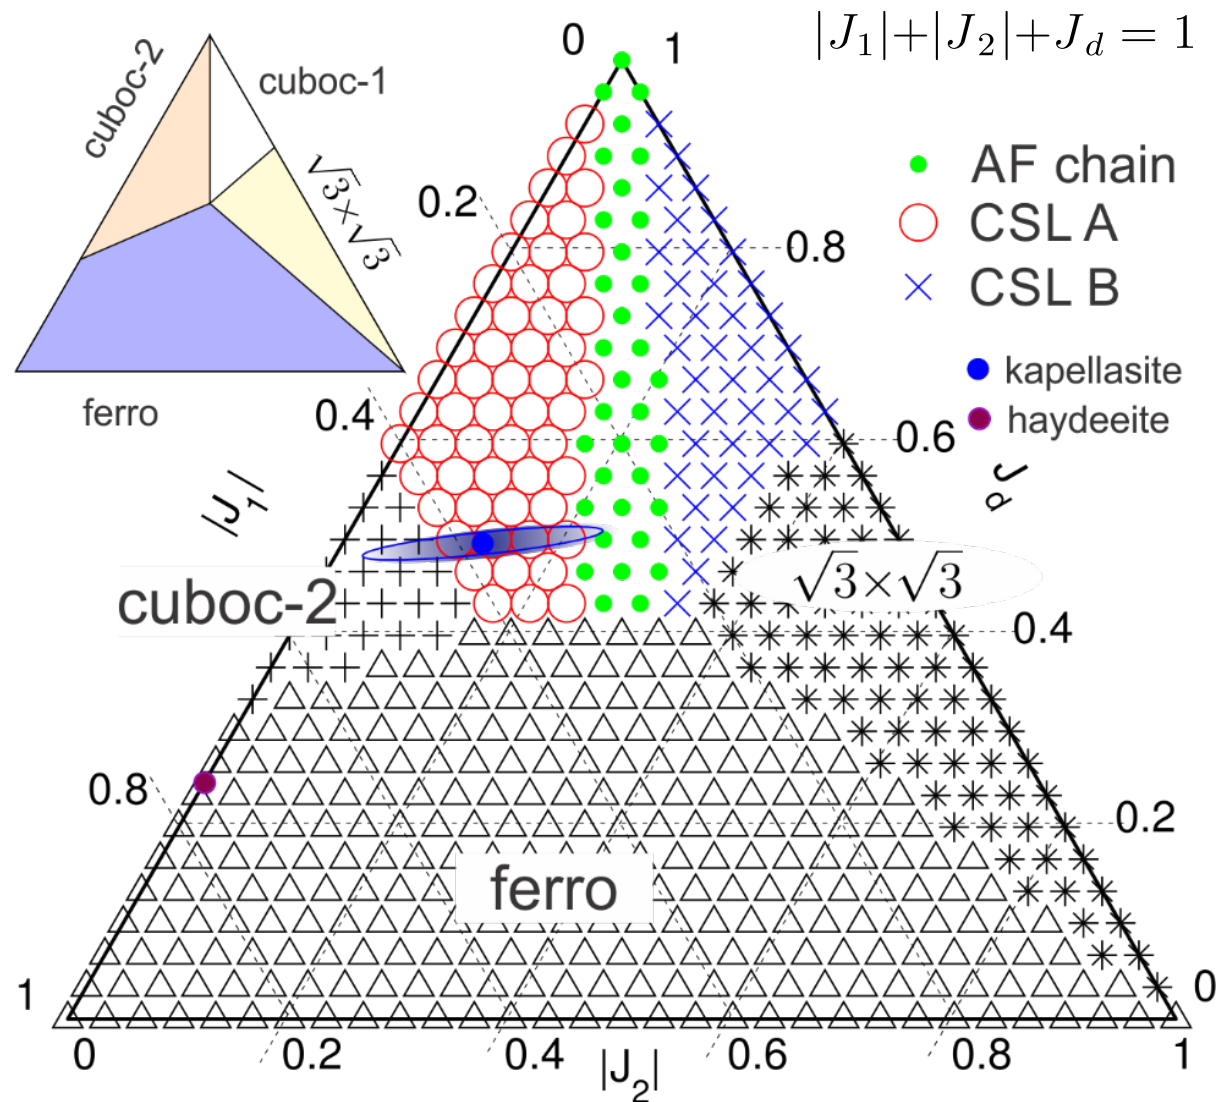 |J₁|+|J₂|+J_d = 1
0
1
cuboc-2
cuboc-1
√3×√3
ferro
AF chain
CSL A
CSL B
kapellasite
haydeeite
0.2
0.8
0.4
0.6
|J₁|
J_d
cuboc-2
√3×√3
0.4
0.8
0.2
ferro
1
0
0
0.2
0.4
|J₂|
0.6
0.8
1